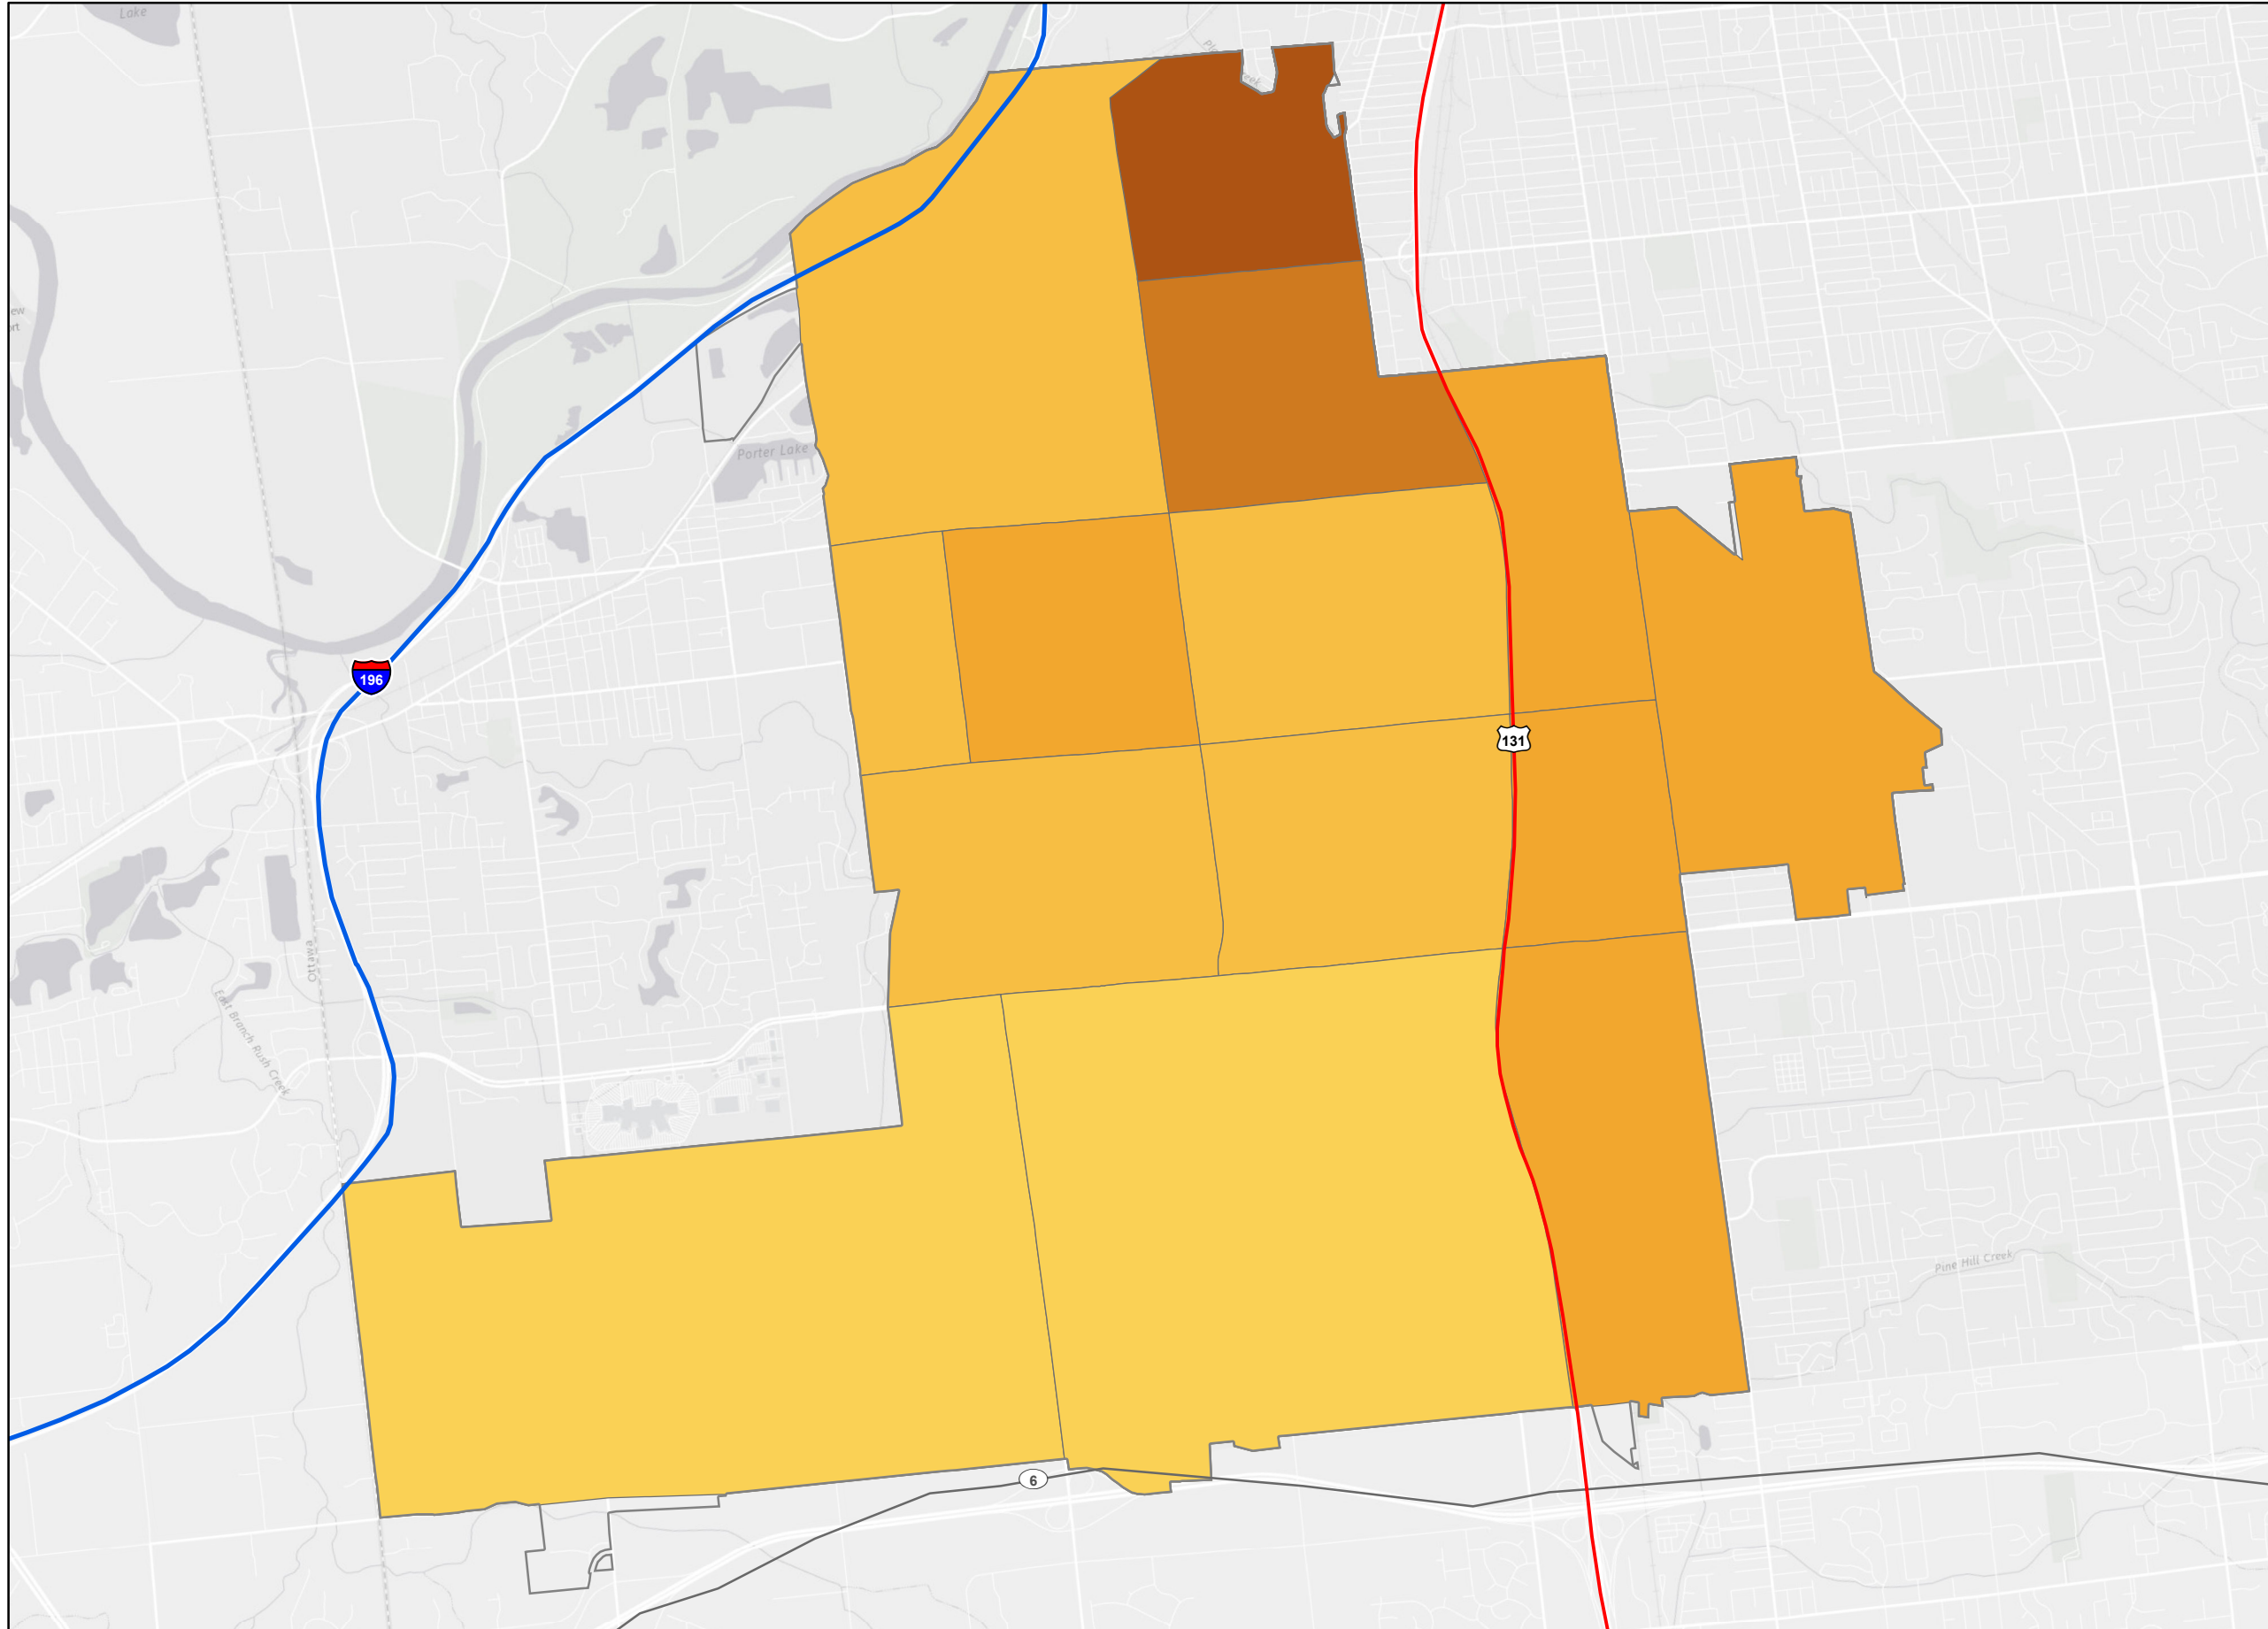 Lake
Porter Lake
196
131
Ottawa
East Branch Rush Creek
Pine Hill Creek
6